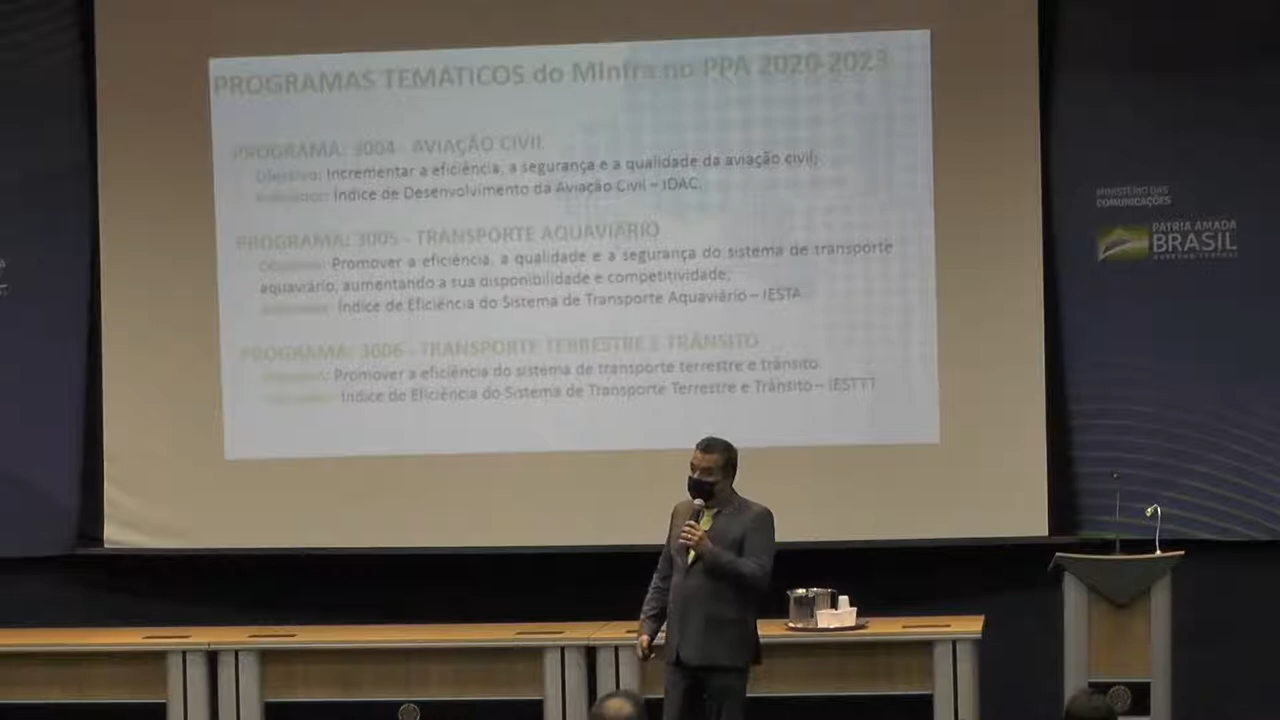 PROGRAMAS TEMÁTICOS do MInfra no PPA 2020-2023
PROGRAMA: 3004 - AVIAÇÃO CIVIL
Objetivo: Incrementar a eficiência, a segurança e a qualidade da aviação civil;
Indicador: Índice de Desenvolvimento da Aviação Civil – IDAC.
PROGRAMA: 3005 - TRANSPORTE AQUAVIÁRIO
Objetivo: Promover a eficiência, a qualidade e a segurança do sistema de transporte
aquaviário, aumentando a sua disponibilidade e competitividade;
Índice de Eficiência do Sistema de Transporte Aquaviário – IESTA
PROGRAMA: 3006 - TRANSPORTE TERRESTRE E TRÂNSITO
Promover a eficiência do sistema de transporte terrestre e trânsito
Índice de Eficiência do Sistema de Transporte Terrestre e Trânsito – IESTTT
MINISTÉRIO DAS
COMUNICAÇÕES
PÁTRIA AMADA
BRASIL